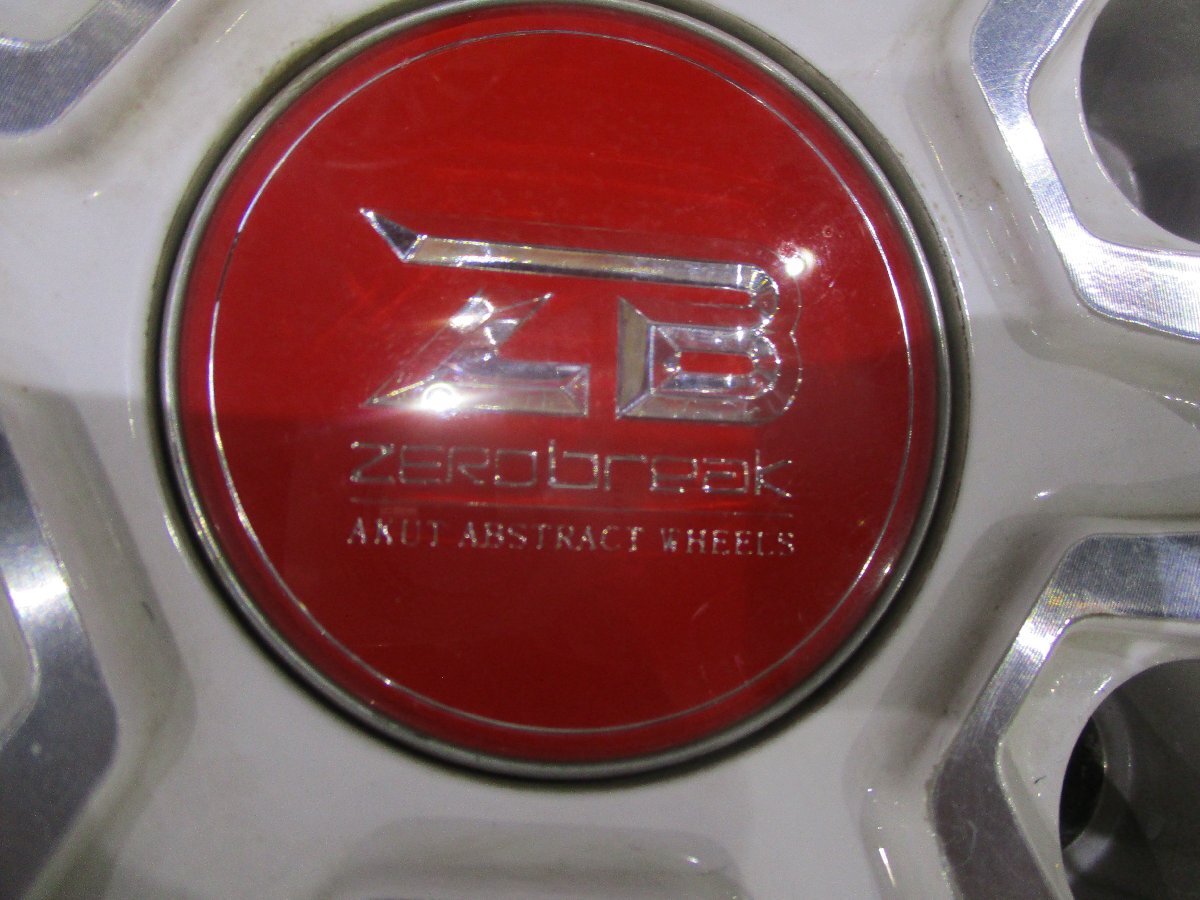 ZB
ZERObreak
AKUT ABSTRACT WHEELS